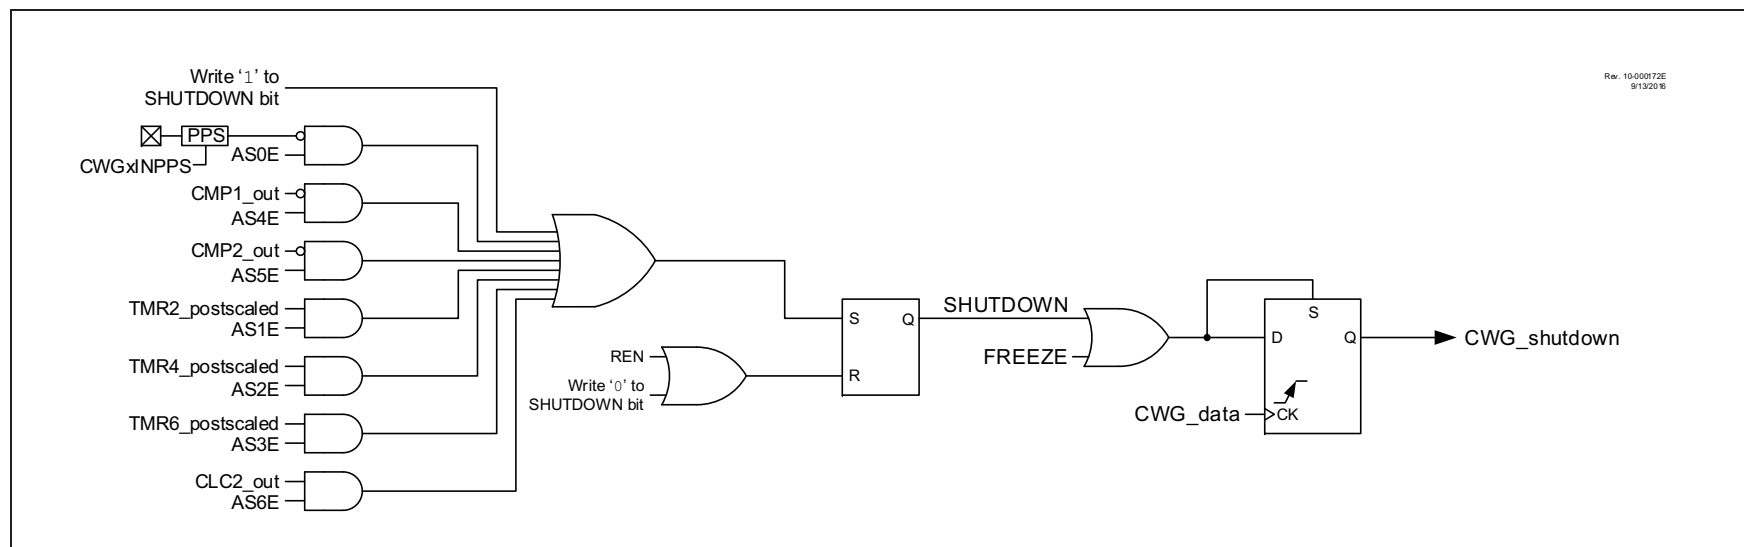 Write ‘1’ to
SHUTDOWN bit
Rev. 10-000172E
9/13/2016
PPS
AS0E
CWGxINPPS
CMP1_out
AS4E
CMP2_out
AS5E
TMR2_postscaled
AS1E
TMR4_postscaled
AS2E
TMR6_postscaled
AS3E
CLC2_out
AS6E
REN
Write ‘0’ to
SHUTDOWN bit
S
Q
R
SHUTDOWN
FREEZE
S
D
Q
CWG_data
CK
CWG_shutdown